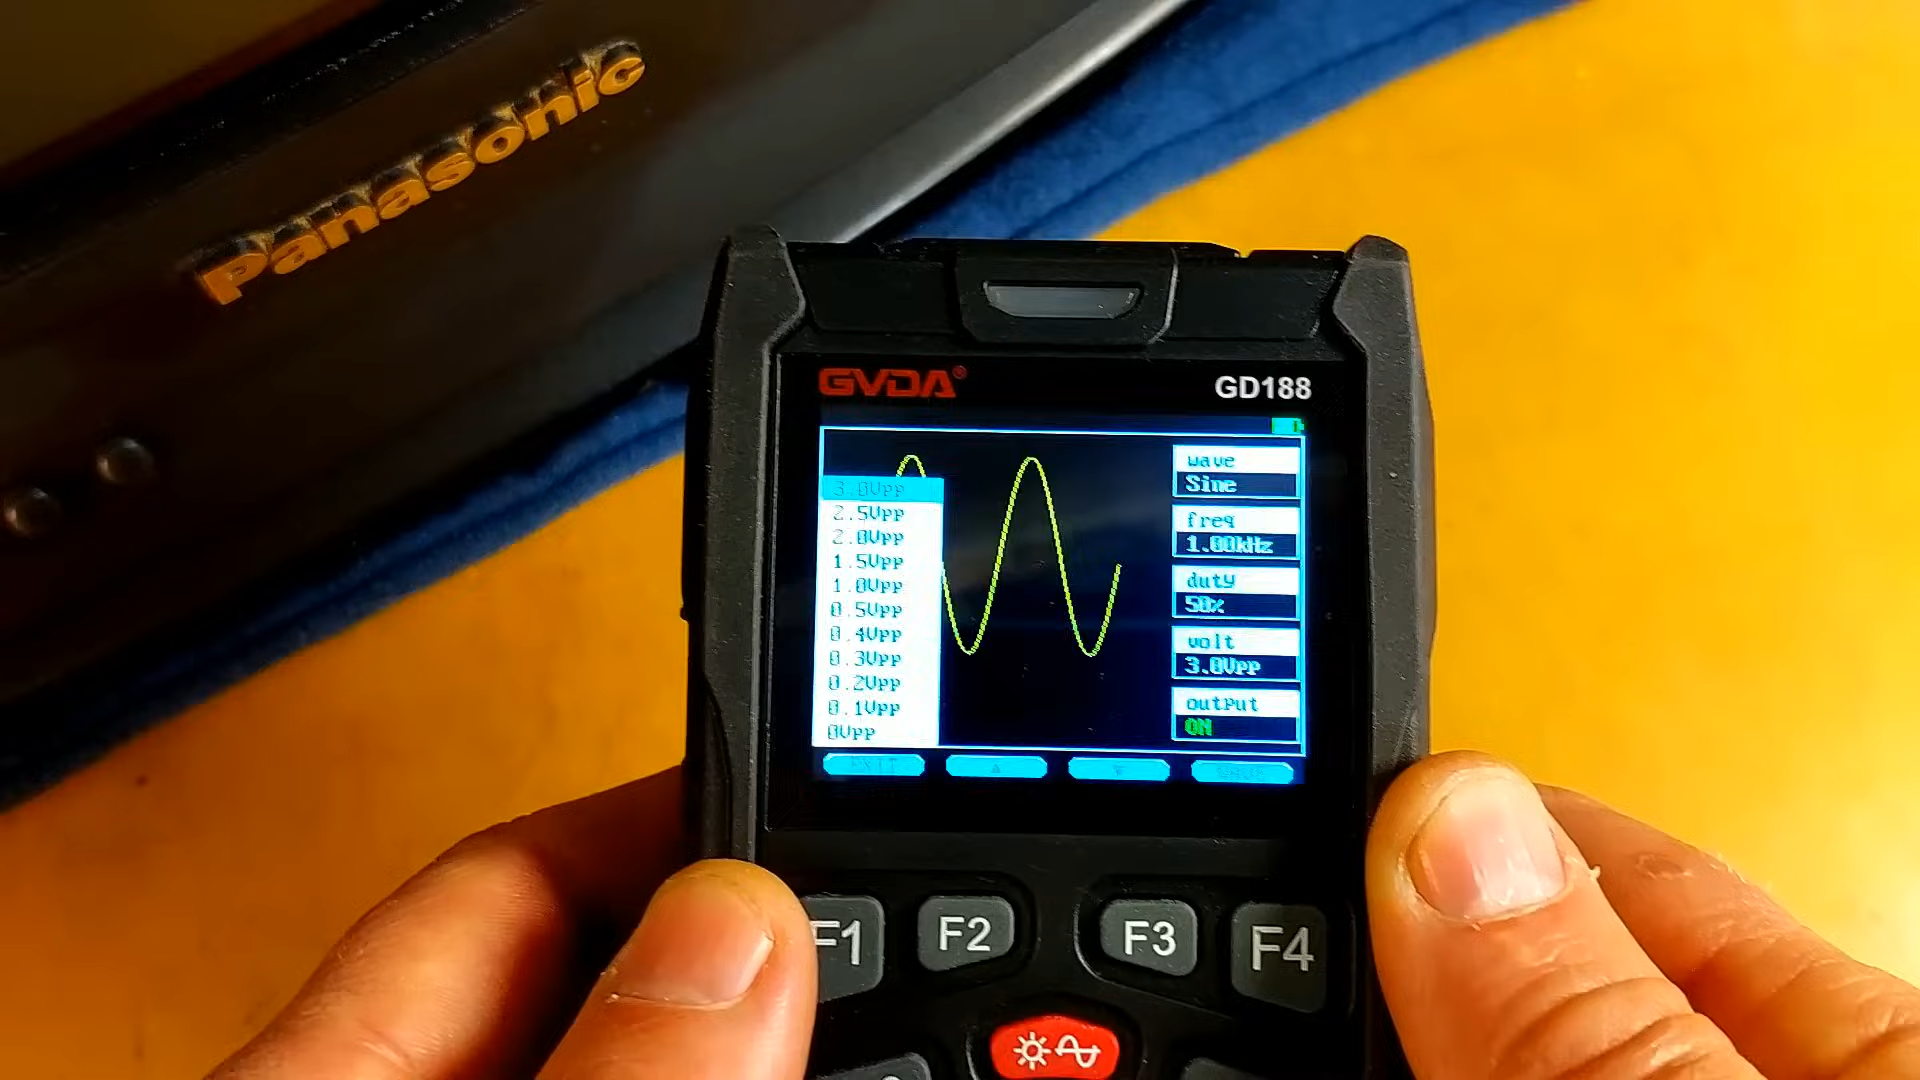 Panasonic
GVDA®
GD188
3.0Vpp
2.5Vpp
2.0Vpp
1.5Vpp
1.0Vpp
0.5Vpp
0.4Vpp
0.3Vpp
0.2Vpp
0.1Vpp
0Vpp
wave
Sine
freq
1.00kHz
duty
50%
volt
3.0Vpp
output
ON
EXIT
F1
F2
F3
F4